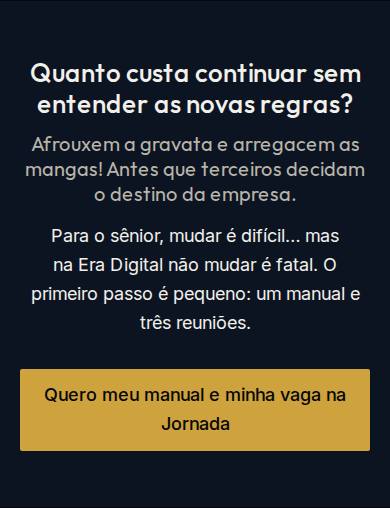 Quanto custa continuar sem
entender as novas regras?
Afrouxem a gravata e arregacem as
mangas! Antes que terceiros decidam
o destino da empresa.
Para o sênior, mudar é difícil... mas
na Era Digital não mudar é fatal. O
primeiro passo é pequeno: um manual e
três reuniões.
Quero meu manual e minha vaga na
Jornada